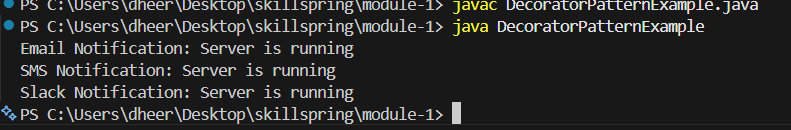 PS C:\Users\dheer\Desktop\skillspring\module-1> javac DecoratorPatternExample.java
PS C:\Users\dheer\Desktop\skillspring\module-1> java DecoratorPatternExample
Email Notification: Server is running
SMS Notification: Server is running
Slack Notification: Server is running
PS C:\Users\dheer\Desktop\skillspring\module-1>